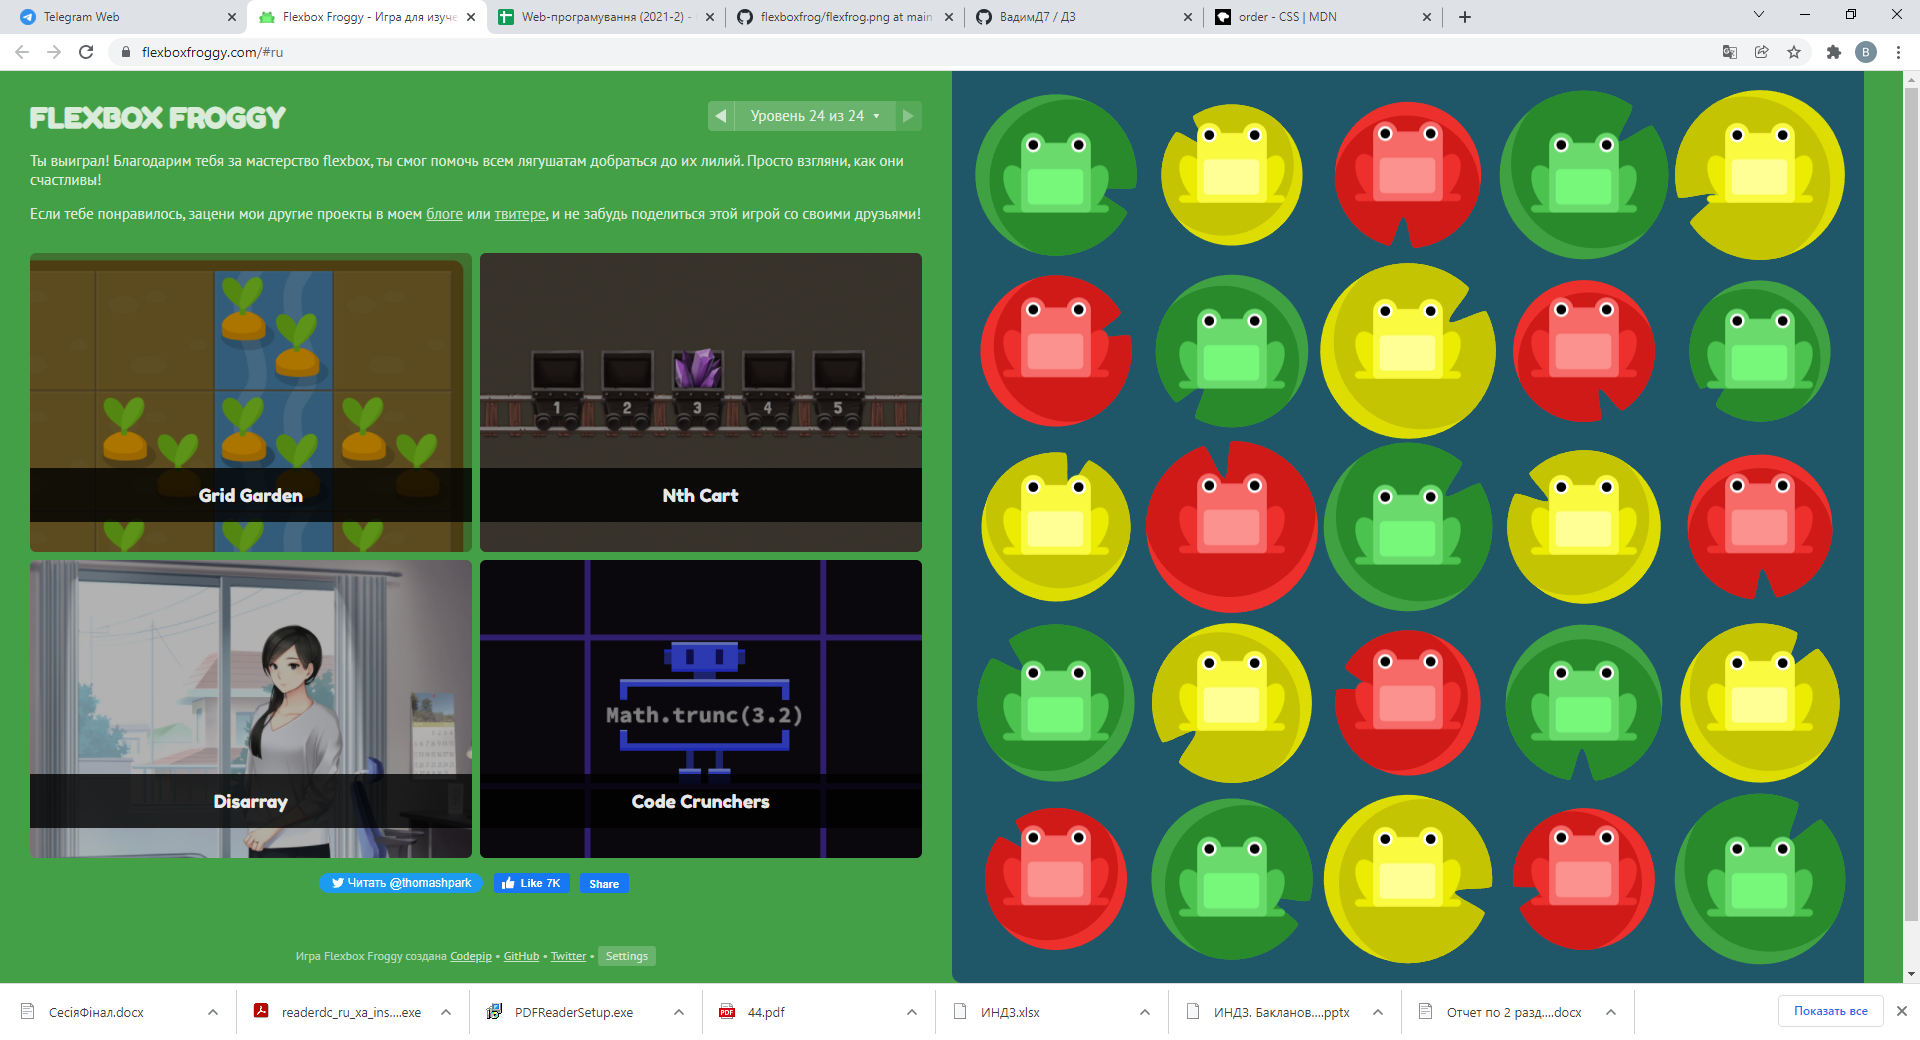 Telegram Web
Flexbox Froggy - Игра для изуче
Web-програмування (2021-2) -
flexboxfrog/flexfrog.png at main
ВадимД7 / ДЗ
order - CSS | MDN
flexboxfroggy.com/#ru
B
FLEXBOX FROGGY
Уровень 24 из 24
Ты выиграл! Благодарим тебя за мастерство flexbox, ты смог помочь всем лягушатам добраться до их лилий. Просто взгляни, как они
счастливы!
Если тебе понравилось, зацени мои другие проекты в моем блоге или твитере, и не забудь поделиться этой игрой со своими друзьями!
1 2 3 4 5
Grid Garden
Nth Cart
Math.trunc(3.2)
Disarray
Code Crunchers
Читать @thomashpark
Like 7K
Share
Игра Flexbox Froggy создана Codepip • GitHub • Twitter • Settings
СесіяФінал.docx
readerdc_ru_xa_ins....exe
PDFReaderSetup.exe
PDF
44.pdf
ИНДЗ.xlsx
ИНДЗ. Бакланов....pptx
Отчет по 2 разд....docx
Показать все